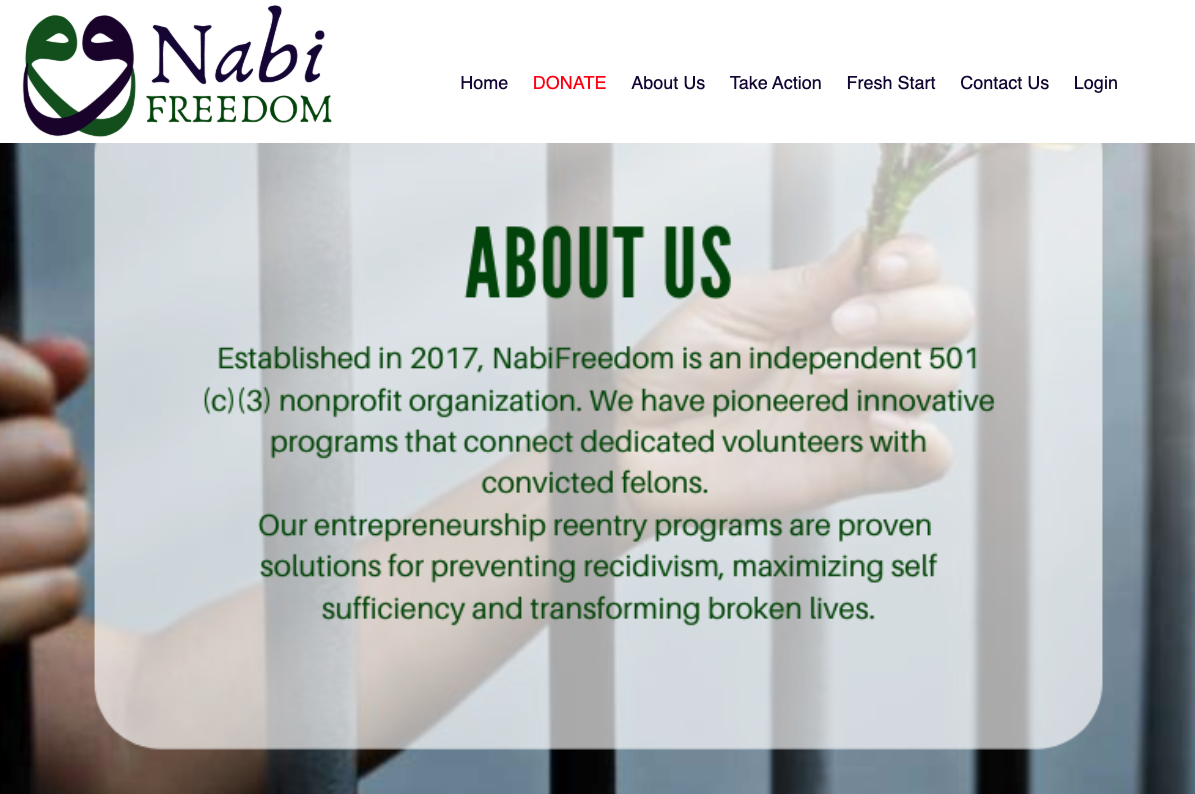 Nabi
FREEDOM
Home DONATE About Us Take Action Fresh Start Contact Us Login
ABOUT US
Established in 2017, NabiFreedom is an independent 501
(c)(3) nonprofit organization. We have pioneered innovative
programs that connect dedicated volunteers with
convicted felons.
Our entrepreneurship reentry programs are proven
solutions for preventing recidivism, maximizing self
sufficiency and transforming broken lives.